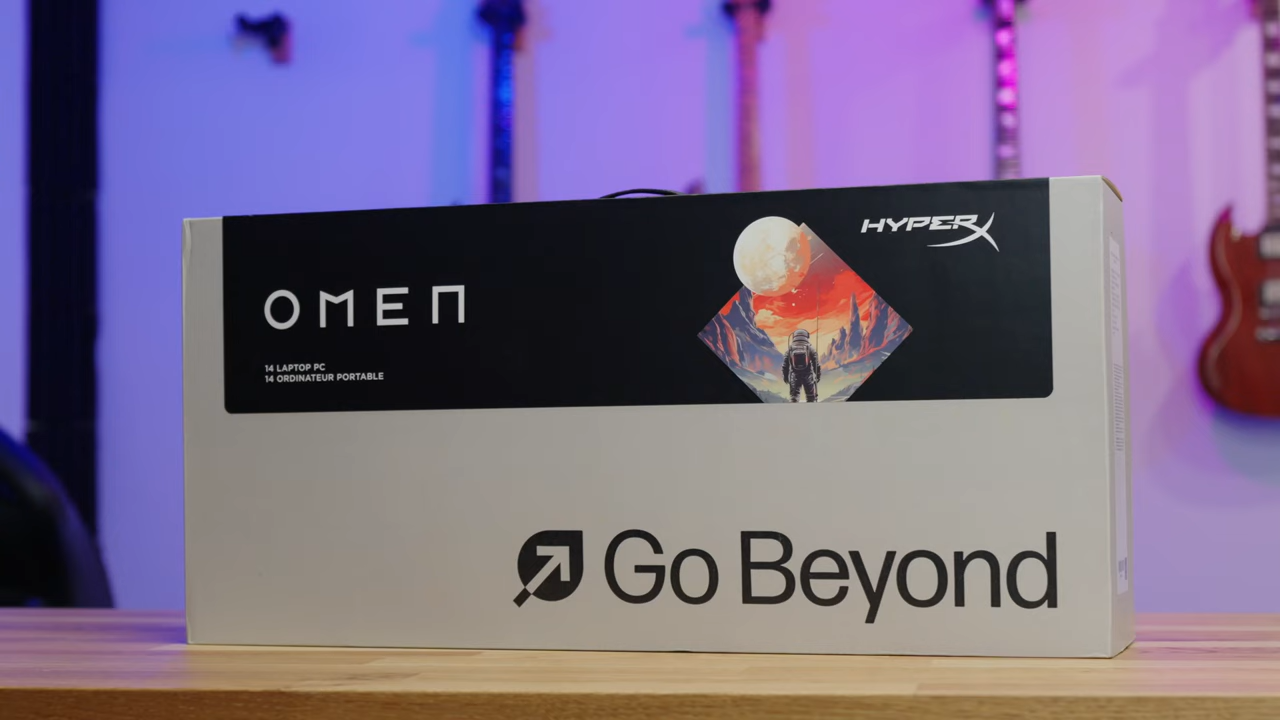 OMEN
14 LAPTOP PC
14 ORDINATEUR PORTABLE
HYPERX
Go Beyond